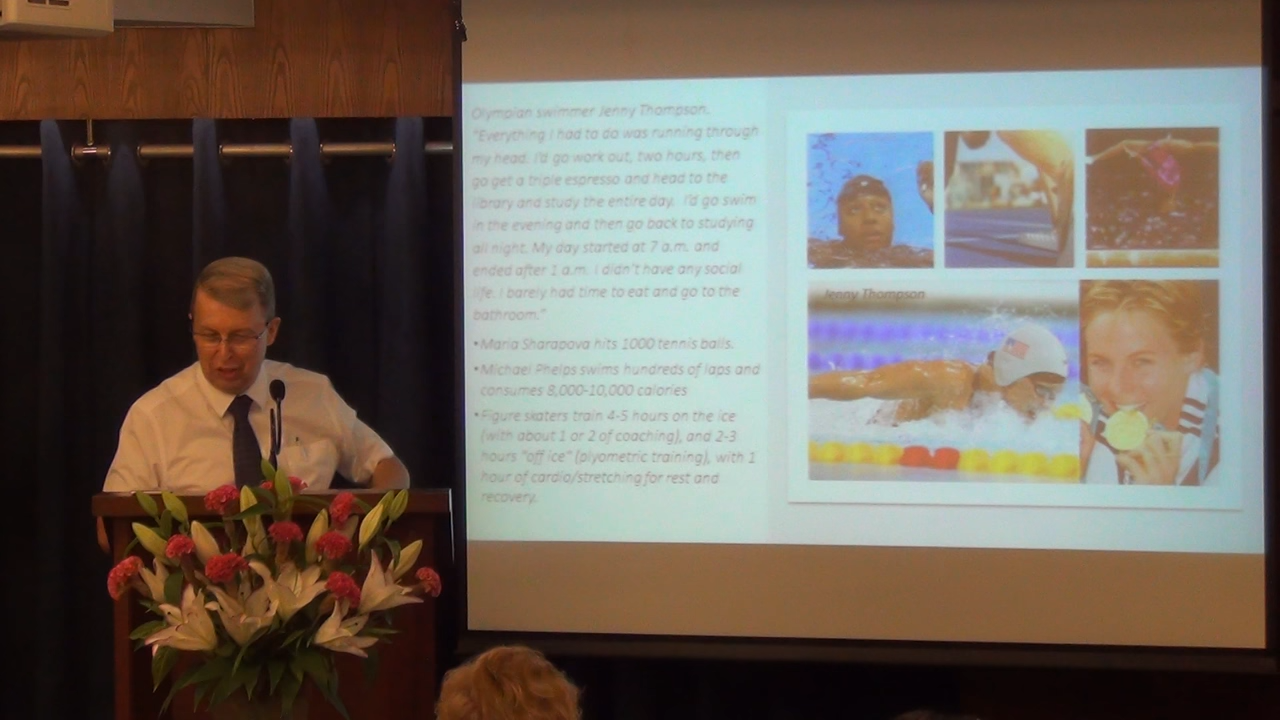 Olympian swimmer Jenny Thompson.
"Everything I had to do was running through
my head. I'd go work out, two hours, then
go get a triple espresso and head to the
library and study the entire day. I'd go swim
in the evening and then go back to studying
all night. My day started at 7 a.m. and
ended after 1 a.m. I didn't have any social
life. I barely had time to eat and go to the
bathroom."
•Maria Sharapova hits 1000 tennis balls.
•Michael Phelps swims hundreds of laps and
consumes 8,000-10,000 calories
•Figure skaters train 4-5 hours on the ice
(with about 1 or 2 of coaching), and 2-3
hours "off ice" (plyometric training), with 1
hour of cardio/stretching for rest and
recovery.
Jenny Thompson